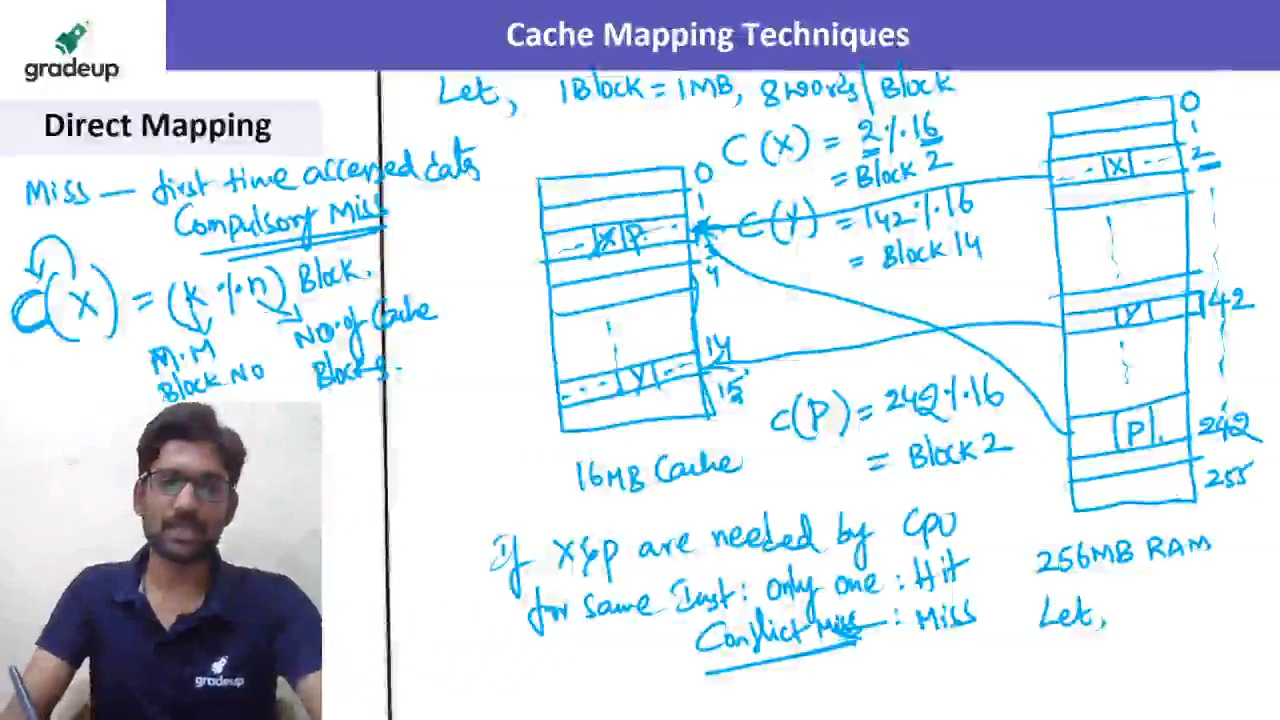 Cache Mapping Techniques
gradeup
Direct Mapping
Let, 1Block = 1MB, 8 words/Block
Miss — first time accessed data
Compulsory Miss
C(X) = (K % n) Block.
M.M Block No
No. of Cache Blocks.
0
1
X P.
4
14
Y
15
16MB Cache
C(X) = 2 % 16
= Block 2
C(Y) = 142 % 16
= Block 14
C(P) = 242 % 16
= Block 2
0
1
X
2
Y
142
P
242
255
256MB RAM
Let,
If X & P are needed by CPU
for same Inst: only one : Hit
Conflict Miss : Miss
gradeup